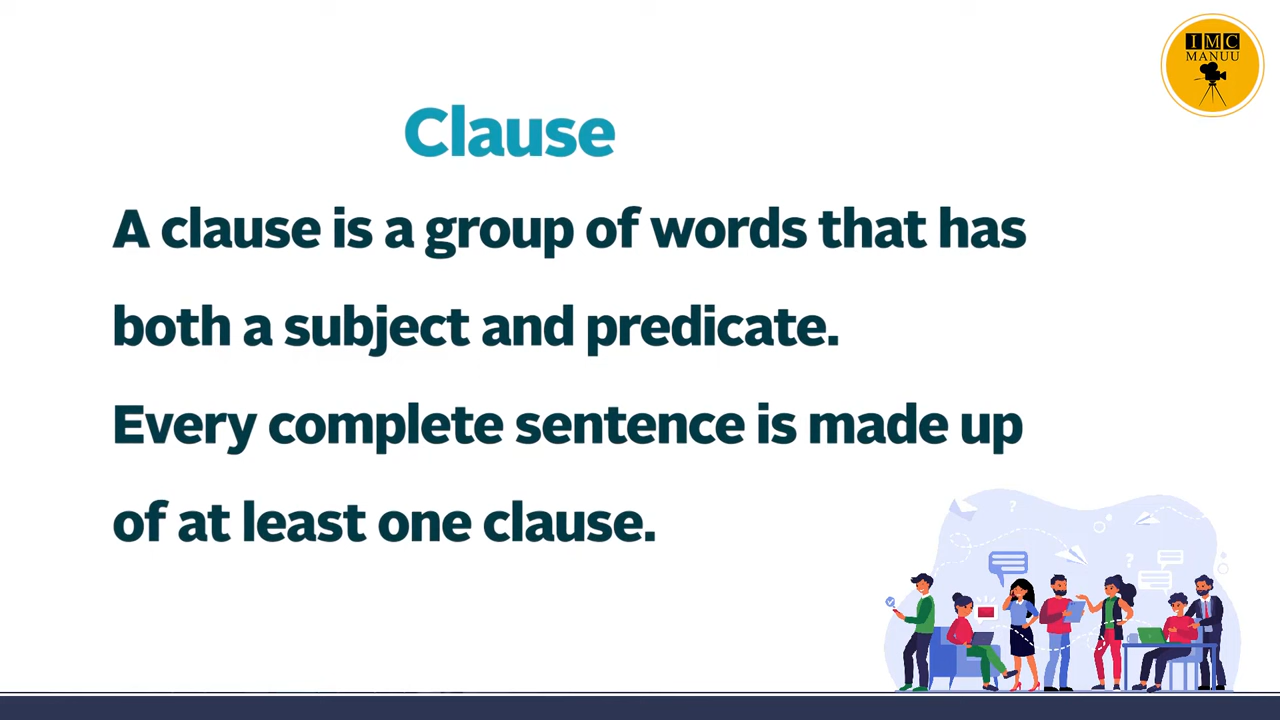 IMC
MANUU
Clause
A clause is a group of words that has
both a subject and predicate.
Every complete sentence is made up
of at least one clause.